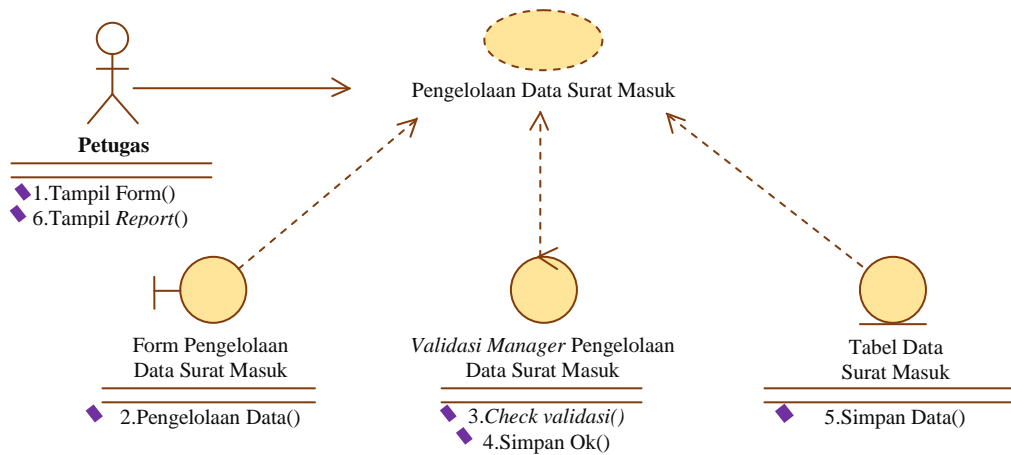 Pengelolaan Data Surat Masuk
Petugas
1.Tampil Form()
6.Tampil Report()
Form Pengelolaan
Data Surat Masuk
2.Pengelolaan Data()
Validasi Manager Pengelolaan
Data Surat Masuk
3.Check validasi()
4.Simpan Ok()
Tabel Data
Surat Masuk
5.Simpan Data()